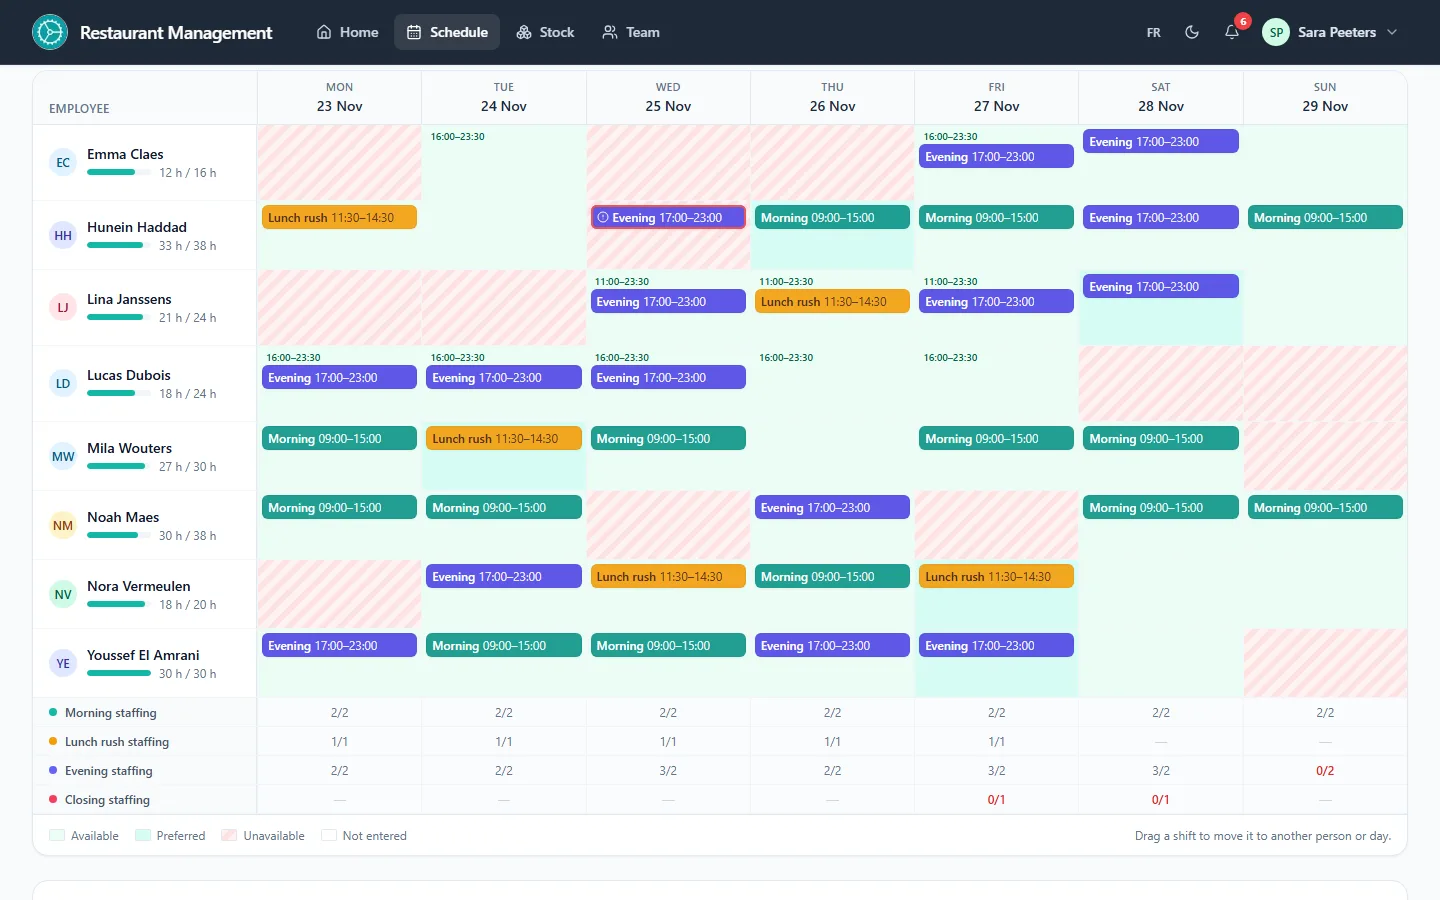 Restaurant Management
Home
Schedule
Stock
Team
FR
6
SP
Sara Peeters
EMPLOYEE
MON
23 Nov
TUE
24 Nov
WED
25 Nov
THU
26 Nov
FRI
27 Nov
SAT
28 Nov
SUN
29 Nov
EC
Emma Claes
12 h / 16 h
16:00–23:30
16:00–23:30
Evening 17:00–23:00
Evening 17:00–23:00
HH
Hunein Haddad
33 h / 38 h
Lunch rush 11:30–14:30
Evening 17:00–23:00
Morning 09:00–15:00
Morning 09:00–15:00
Evening 17:00–23:00
Morning 09:00–15:00
LJ
Lina Janssens
21 h / 24 h
11:00–23:30
Evening 17:00–23:00
11:00–23:30
Lunch rush 11:30–14:30
11:00–23:30
Evening 17:00–23:00
Evening 17:00–23:00
LD
Lucas Dubois
18 h / 24 h
16:00–23:30
Evening 17:00–23:00
16:00–23:30
Evening 17:00–23:00
16:00–23:30
Evening 17:00–23:00
16:00–23:30
16:00–23:30
MW
Mila Wouters
27 h / 30 h
Morning 09:00–15:00
Lunch rush 11:30–14:30
Morning 09:00–15:00
Morning 09:00–15:00
Morning 09:00–15:00
NM
Noah Maes
30 h / 38 h
Morning 09:00–15:00
Morning 09:00–15:00
Evening 17:00–23:00
Morning 09:00–15:00
Morning 09:00–15:00
NV
Nora Vermeulen
18 h / 20 h
Evening 17:00–23:00
Lunch rush 11:30–14:30
Morning 09:00–15:00
Lunch rush 11:30–14:30
YE
Youssef El Amrani
30 h / 30 h
Evening 17:00–23:00
Morning 09:00–15:00
Morning 09:00–15:00
Evening 17:00–23:00
Evening 17:00–23:00
Morning staffing 2/2 2/2 2/2 2/2 2/2 2/2 2/2
Lunch rush staffing 1/1 1/1 1/1 1/1 1/1 — —
Evening staffing 2/2 2/2 3/2 2/2 3/2 3/2 0/2
Closing staffing — — — — 0/1 0/1 —
Available
Preferred
Unavailable
Not entered
Drag a shift to move it to another person or day.